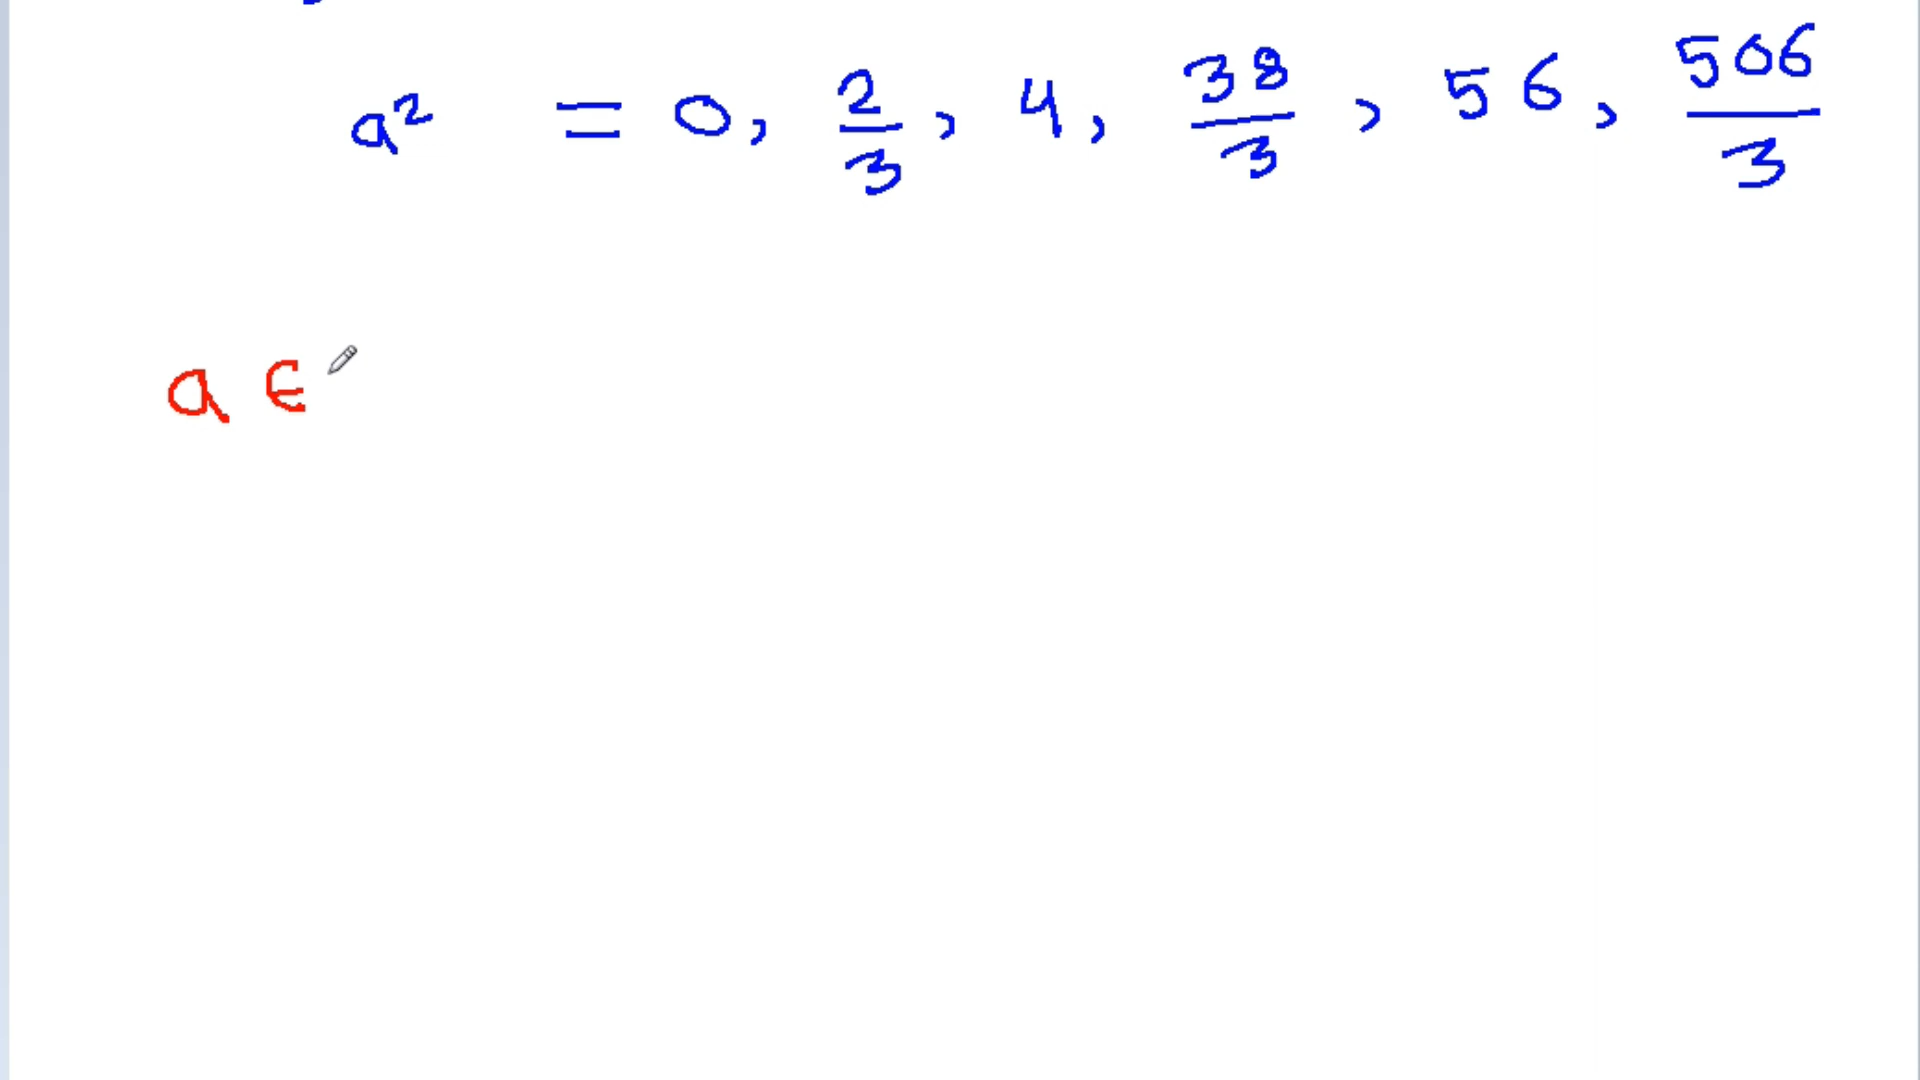 a² = 0, 2/3, 4, 38/3, 56, 506/3
a ∈